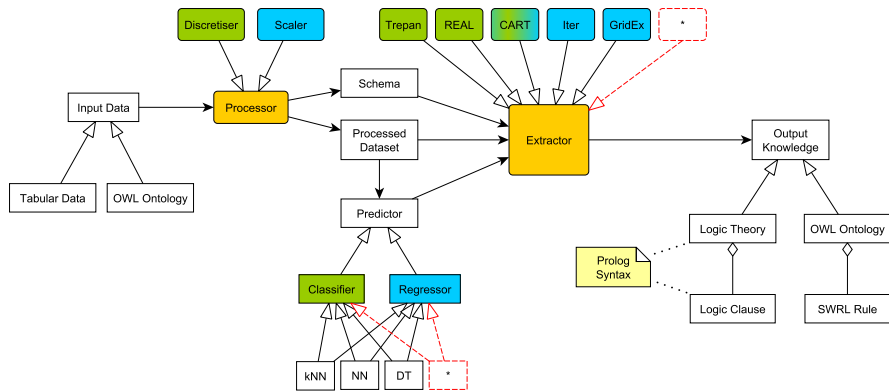 Discretiser
Scaler
Trepan
REAL
CART
Iter
GridEx
*
Input Data
Processor
Schema
Processed
Dataset
Extractor
Output
Knowledge
Tabular Data
OWL Ontology
Predictor
Logic Theory
OWL Ontology
Prolog
Syntax
Classifier
Regressor
Logic Clause
SWRL Rule
kNN
NN
DT
*